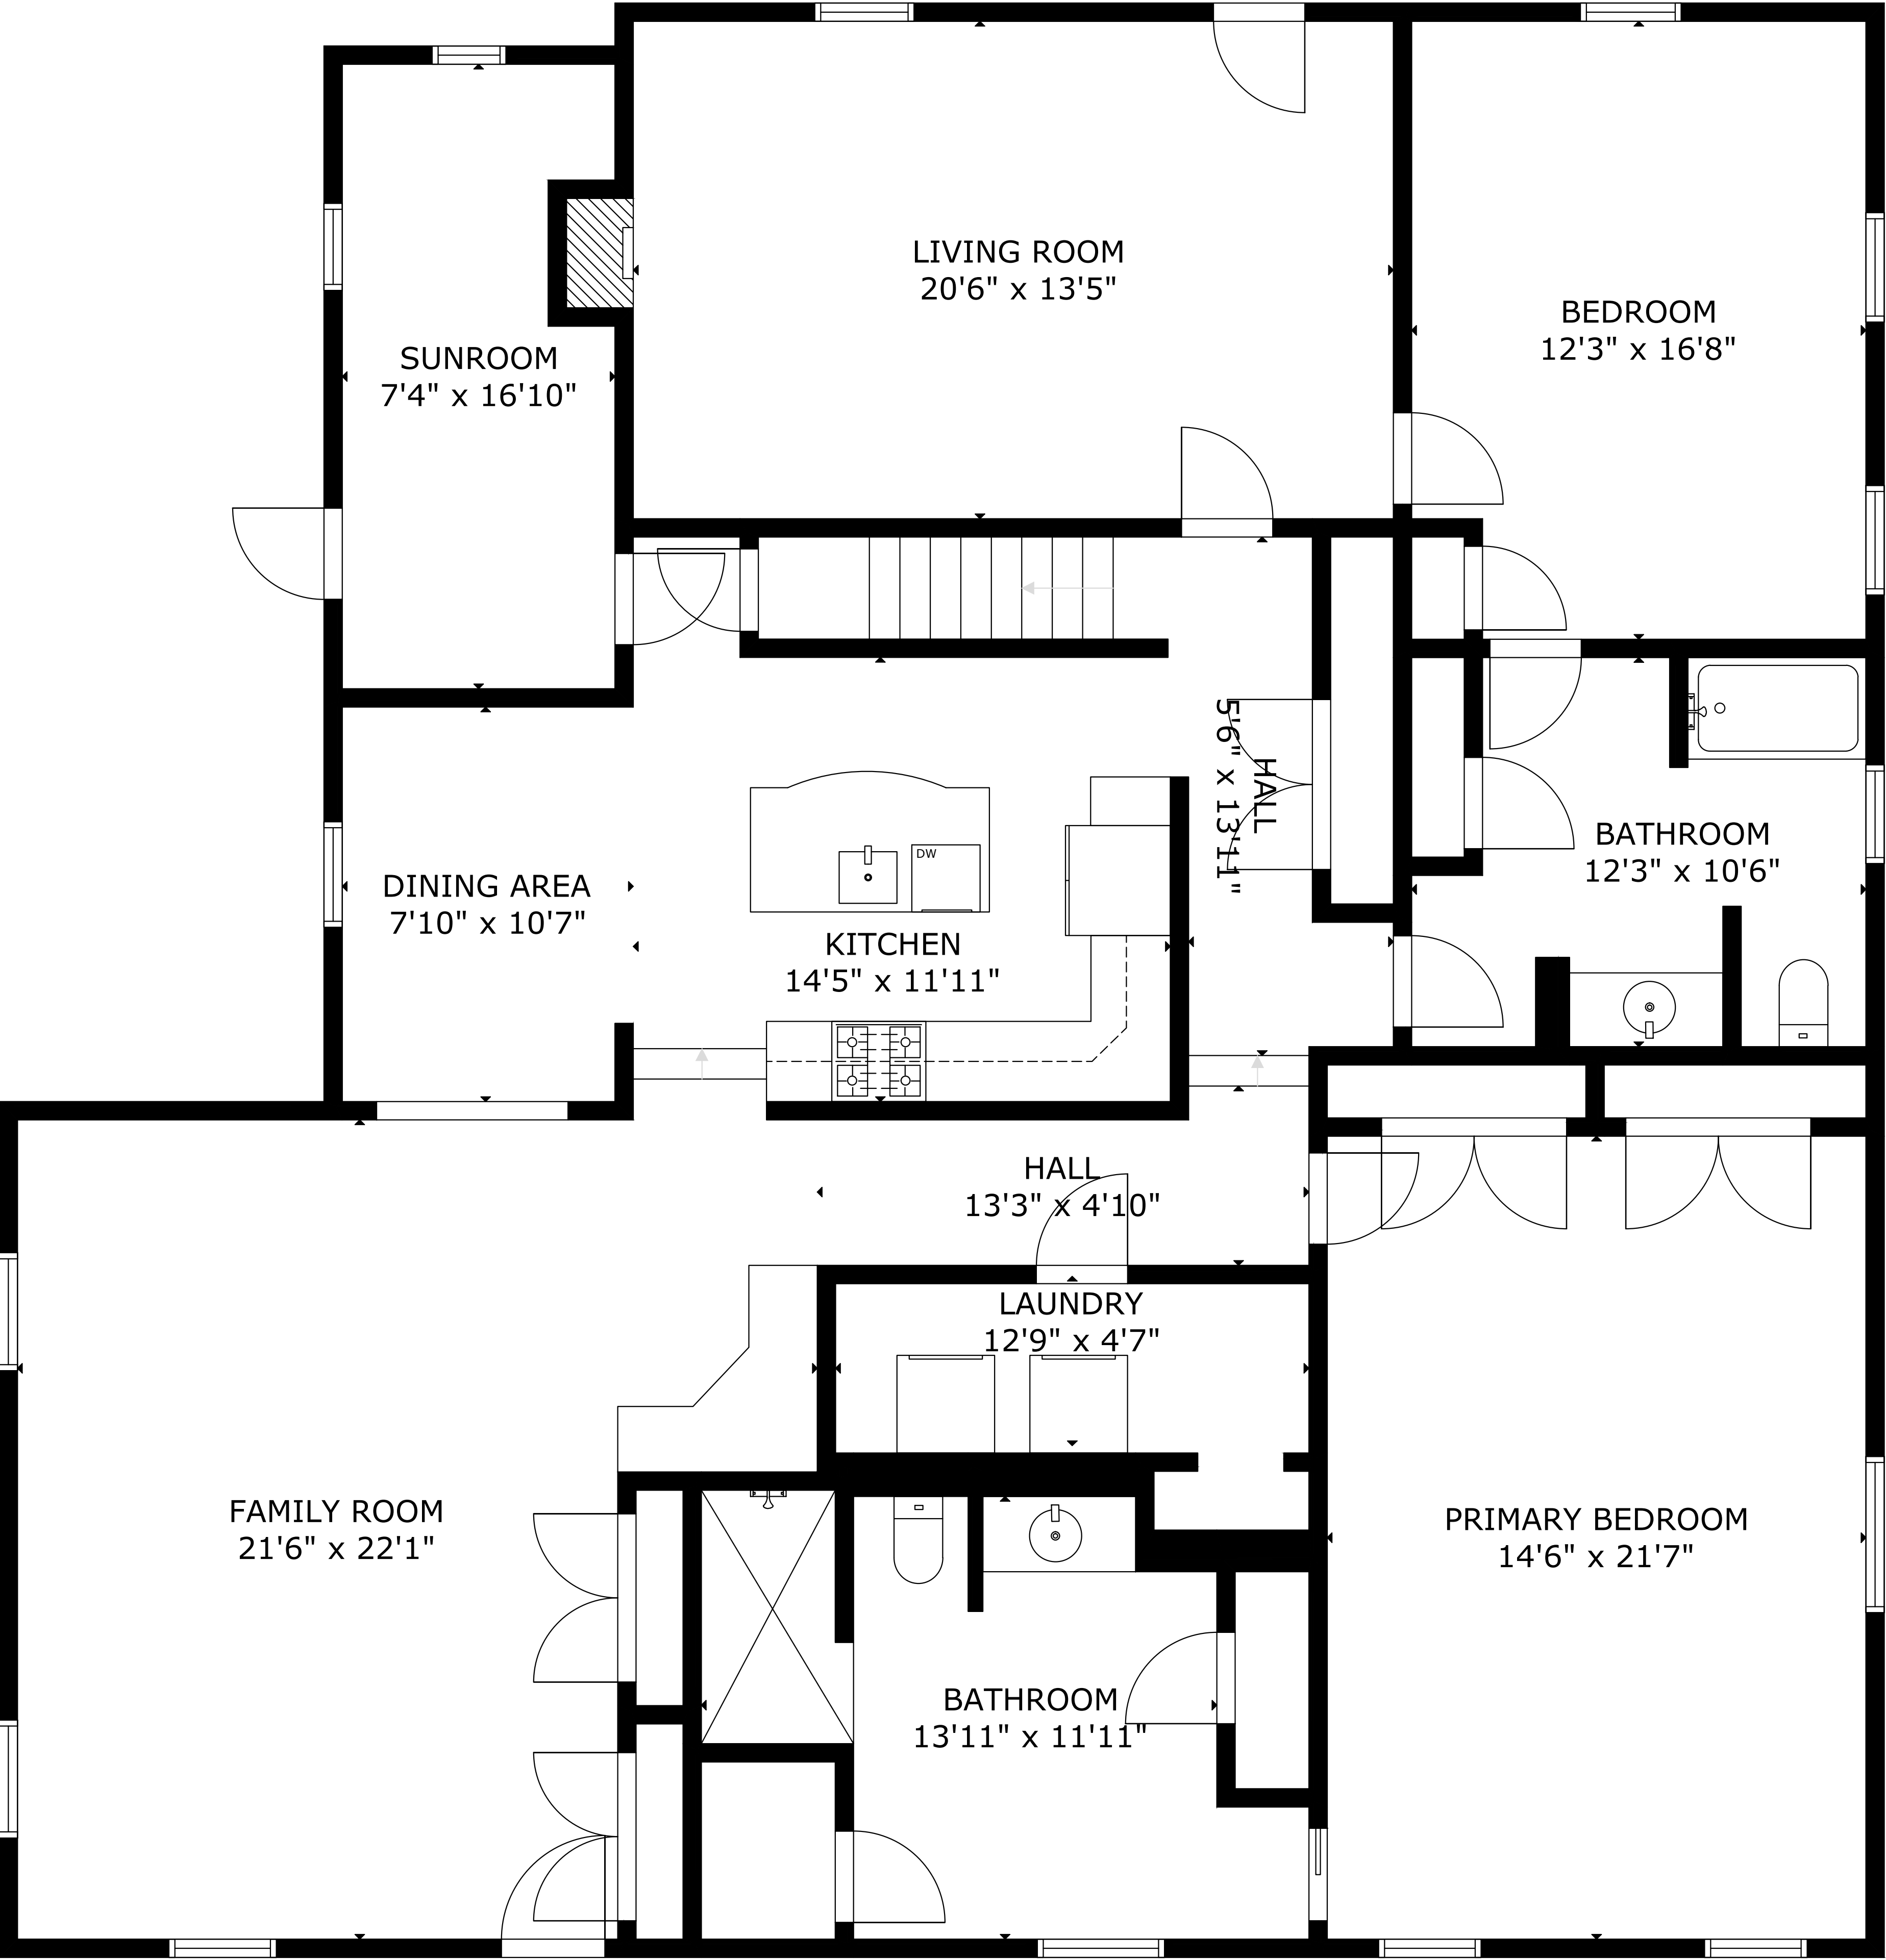 LIVING ROOM
20'6" x 13'5"
BEDROOM
12'3" x 16'8"
SUNROOM
7'4" x 16'10"
HALL
5'6" x 13'11"
BATHROOM
12'3" x 10'6"
DW
DINING AREA
7'10" x 10'7"
KITCHEN
14'5" x 11'11"
HALL
13'3" x 4'10"
LAUNDRY
12'9" x 4'7"
FAMILY ROOM
21'6" x 22'1"
PRIMARY BEDROOM
14'6" x 21'7"
BATHROOM
13'11" x 11'11"